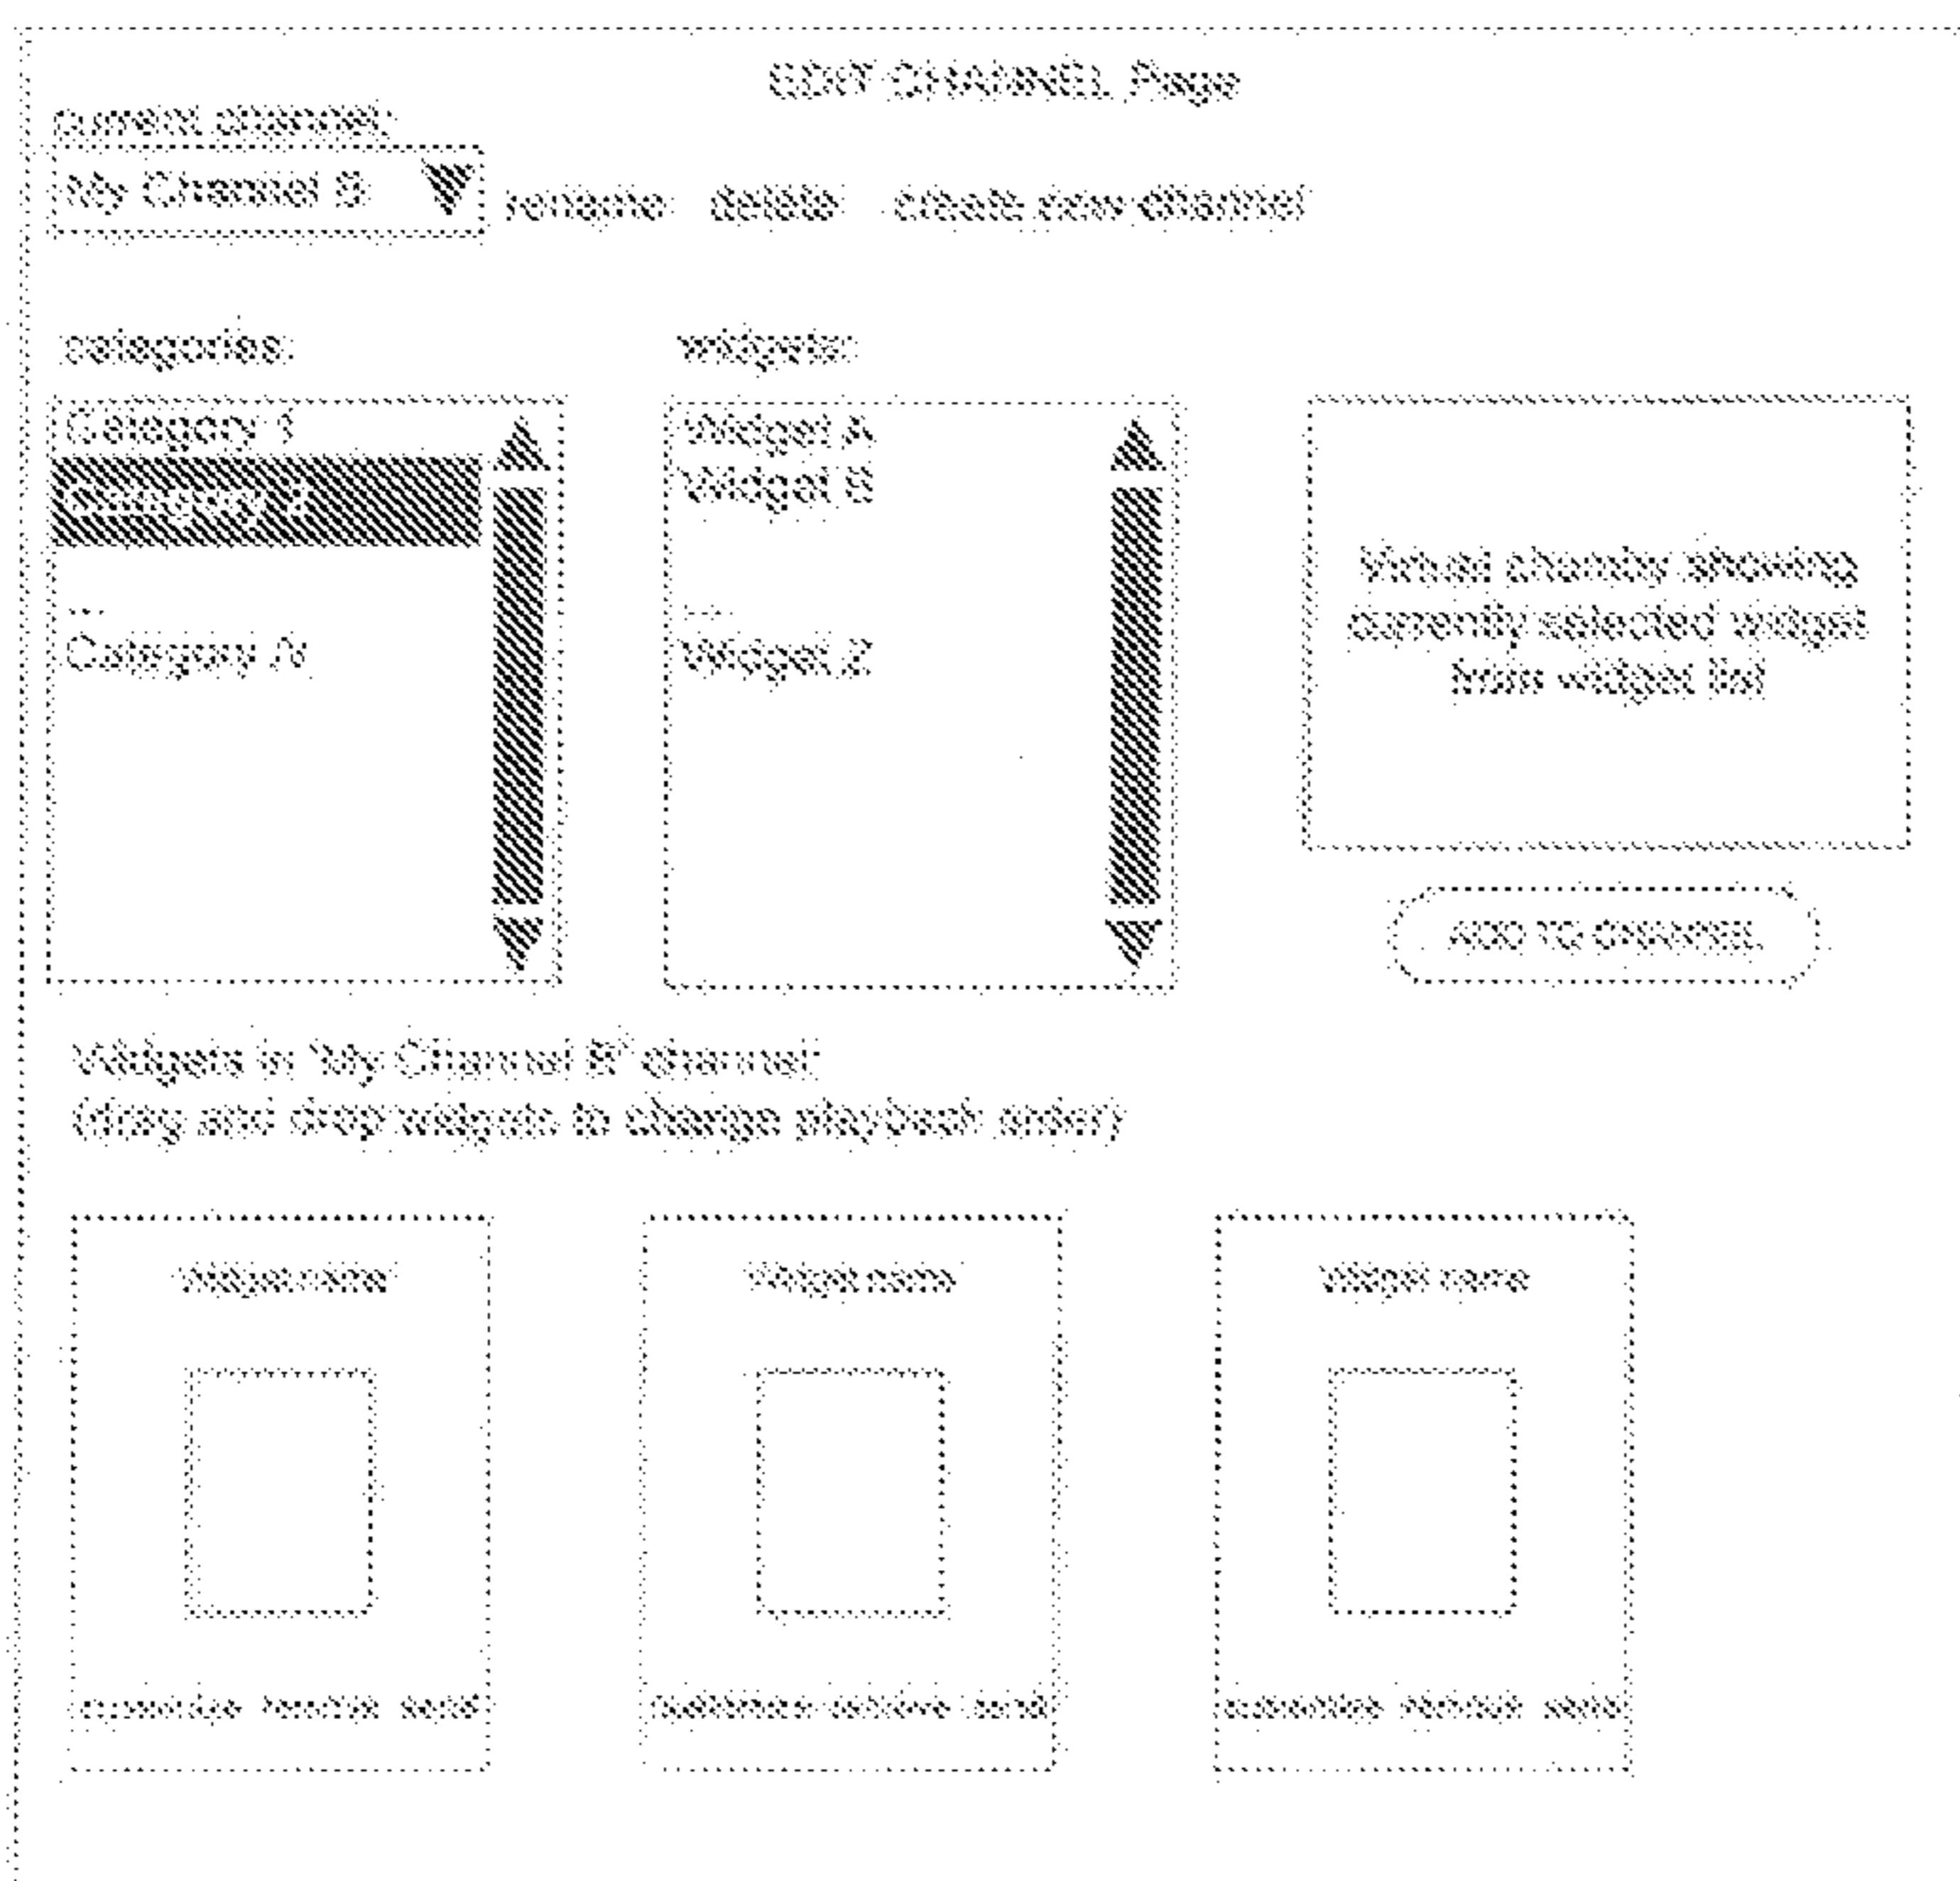 EDIT CHANNEL Page
current channel:
My Channel B
rename delete create new channel
categories: widgets:
Category 1 Widget A
Widget B
... ...
Category N Widget Z
Virtual chumby showing
currently selected widget
from widget list
ADD TO CHANNEL
Widgets in "My Channel B" channel:
(drag and drop widgets to change playback order)
Widget name Widget name Widget name